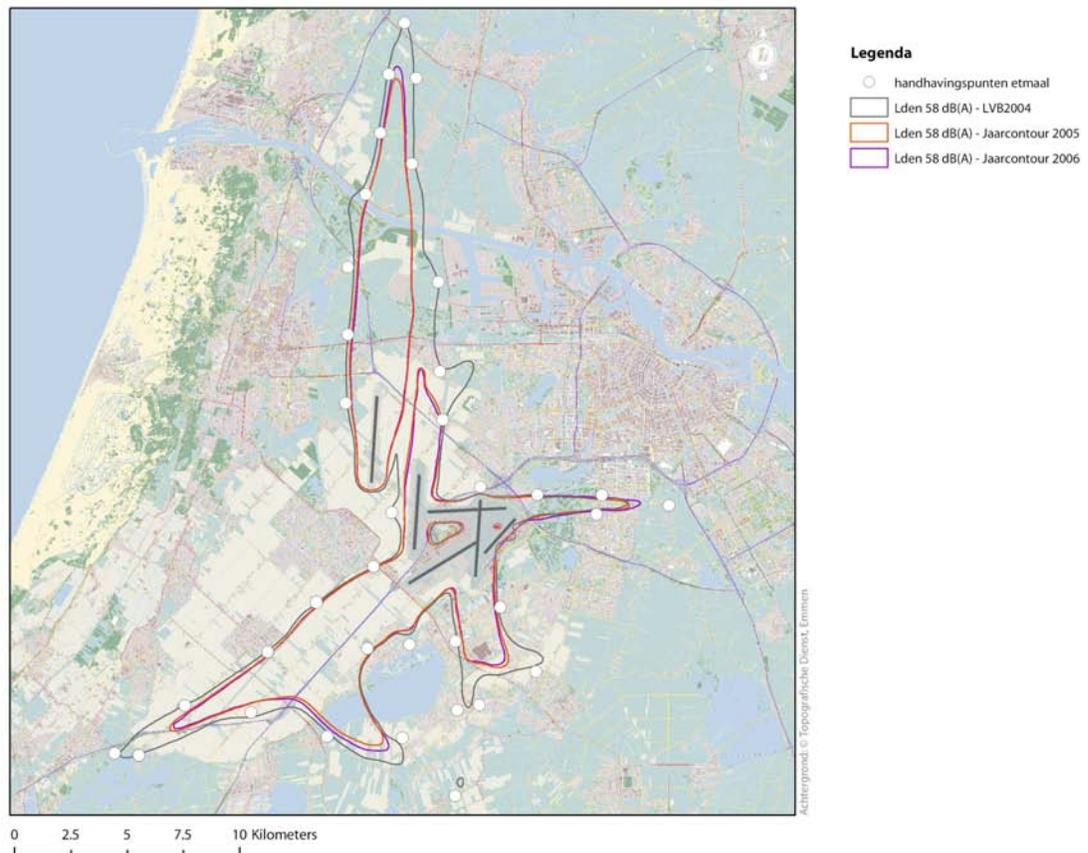 Legenda
handhavingspunten etmaal
Lden 58 dB(A) - LVB2004
Lden 58 dB(A) - Jaarcontour 2005
Lden 58 dB(A) - Jaarcontour 2006
Achtergrond: © Topografische Dienst, Emmen
0 2.5 5 7.5 10 Kilometers